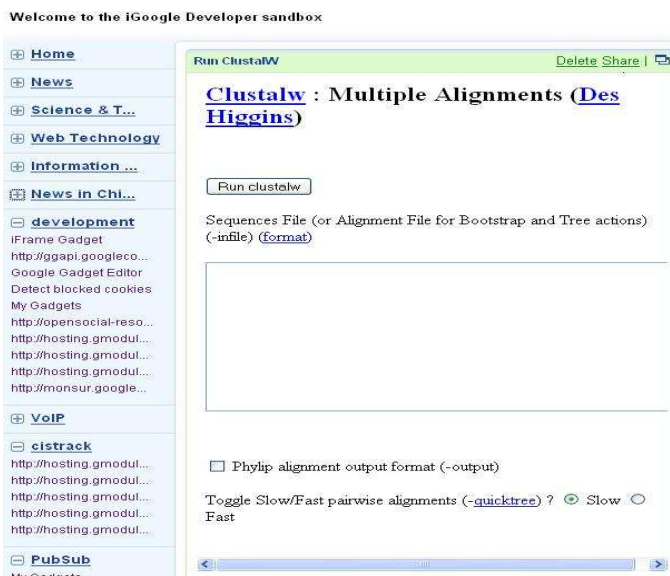 Welcome to the iGoogle Developer sandbox
Home
News
Science & T...
Web Technology
Information ...
News in Chi...
development
iFrame Gadget
http://ggapi.googleco...
Google Gadget Editor
Detect blocked cookies
My Gadgets
http://opensocial-reso...
http://hosting.gmodul...
http://hosting.gmodul...
http://hosting.gmodul...
http://monsur.google...
VoIP
cistrack
http://hosting.gmodul...
http://hosting.gmodul...
http://hosting.gmodul...
http://hosting.gmodul...
http://hosting.gmodul...
PubSub
My Gadgets
Run ClustalW
Delete Share |
Clustalw : Multiple Alignments (Des
Higgins)
Run clustalw
Sequences File (or Alignment File for Bootstrap and Tree actions)
(-infile) (format)
Phylip alignment output format (-output)
Toggle Slow/Fast pairwise alignments (-quicktree) ? Slow
Fast